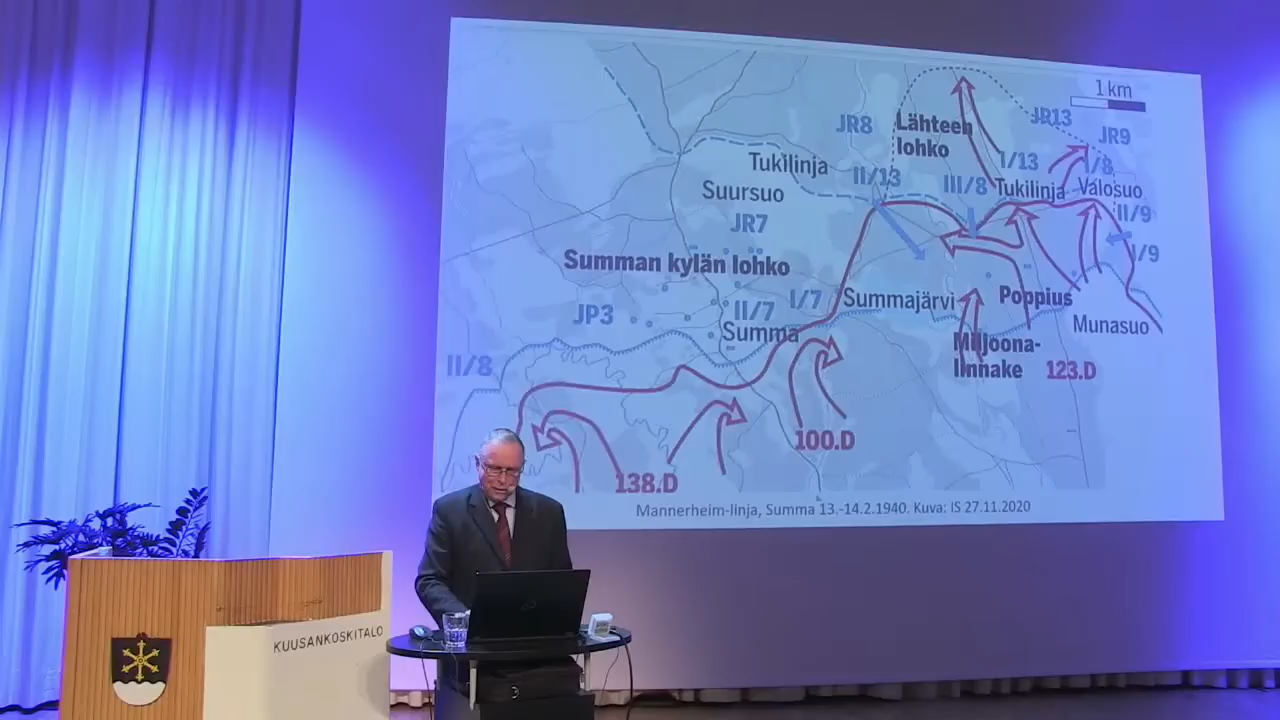 1 km
JR8
Lähteen
lohko
JR13
JR9
Tukilinja
II/13
III/8
I/13
I/8
Tukilinja
Valosuo
Suursuo
II/9
JR7
I/9
Summan kylän lohko
Summajärvi
Poppius
I/7
II/7
JP3
Summa
Munasuo
Miljoona-
linnake
123.D
II/8
100.D
138.D
Mannerheim-linja, Summa 13.-14.2.1940. Kuva: IS 27.11.2020
KUUSANKOSKITALO